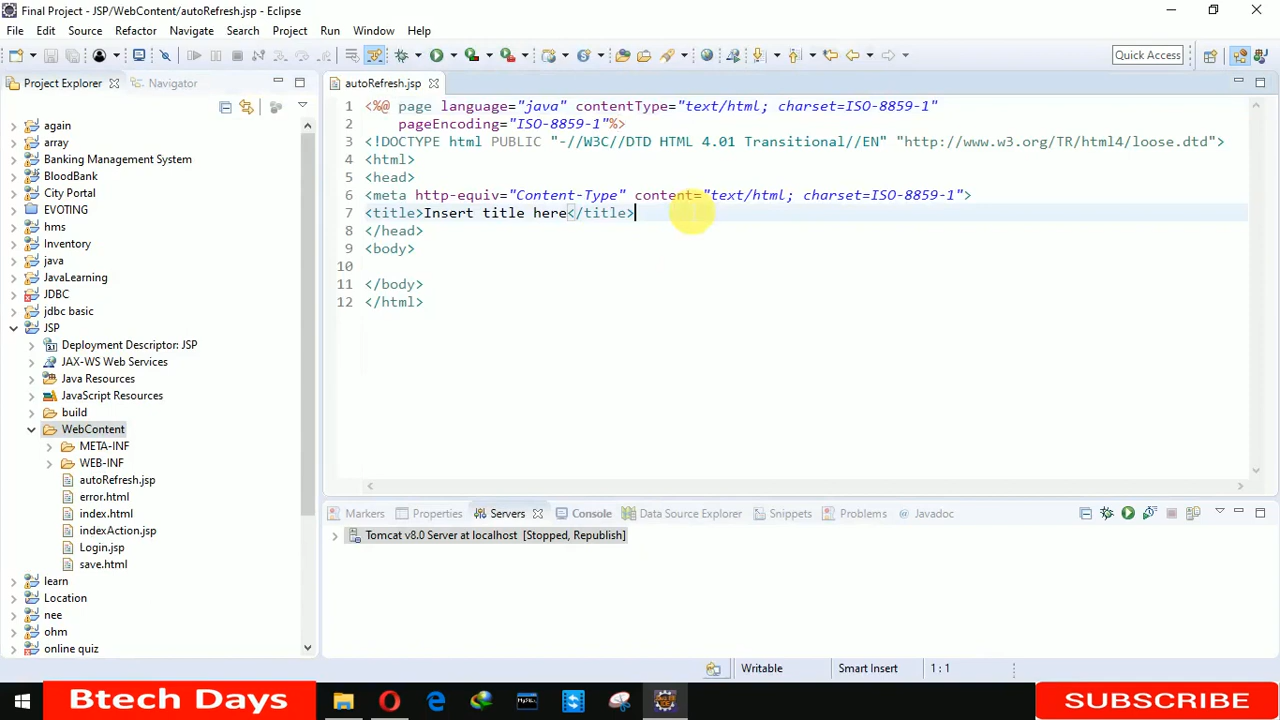 Final Project - JSP/WebContent/autoRefresh.jsp - Eclipse
File Edit Source Refactor Navigate Search Project Run Window Help
Quick Access
Project Explorer Navigator
again
array
Banking Management System
BloodBank
City Portal
EVOTING
hms
Inventory
java
JavaLearning
JDBC
jdbc basic
JSP
Deployment Descriptor: JSP
JAX-WS Web Services
Java Resources
JavaScript Resources
build
WebContent
META-INF
WEB-INF
autoRefresh.jsp
error.html
index.html
indexAction.jsp
Login.jsp
save.html
learn
Location
nee
ohm
online quiz
autoRefresh.jsp
1 <%@ page language="java" contentType="text/html; charset=ISO-8859-1"
2 pageEncoding="ISO-8859-1"%>
3 <!DOCTYPE html PUBLIC "-//W3C//DTD HTML 4.01 Transitional//EN" "http://www.w3.org/TR/html4/loose.dtd">
4 <html>
5 <head>
6 <meta http-equiv="Content-Type" content="text/html; charset=ISO-8859-1">
7 <title>Insert title here</title>
8 </head>
9 <body>
10
11 </body>
12 </html>
Markers Properties Servers Console Data Source Explorer Snippets Problems Javadoc
Tomcat v8.0 Server at localhost [Stopped, Republish]
Writable Smart Insert 1 : 1
Btech Days
SUBSCRIBE